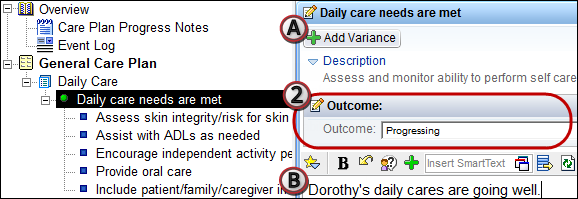 Overview
Care Plan Progress Notes
Event Log
General Care Plan
Daily Care
Daily care needs are met
Assess skin integrity/risk for skin
Assist with ADLs as needed
Encourage independent activity pe
Provide oral care
Include patient/family/caregiver in
Daily care needs are met
A
Add Variance
Description
Assess and monitor ability to perform self care
2
Outcome:
Outcome: Progressing
B Insert SmartText
B
Dorothy's daily cares are going well.